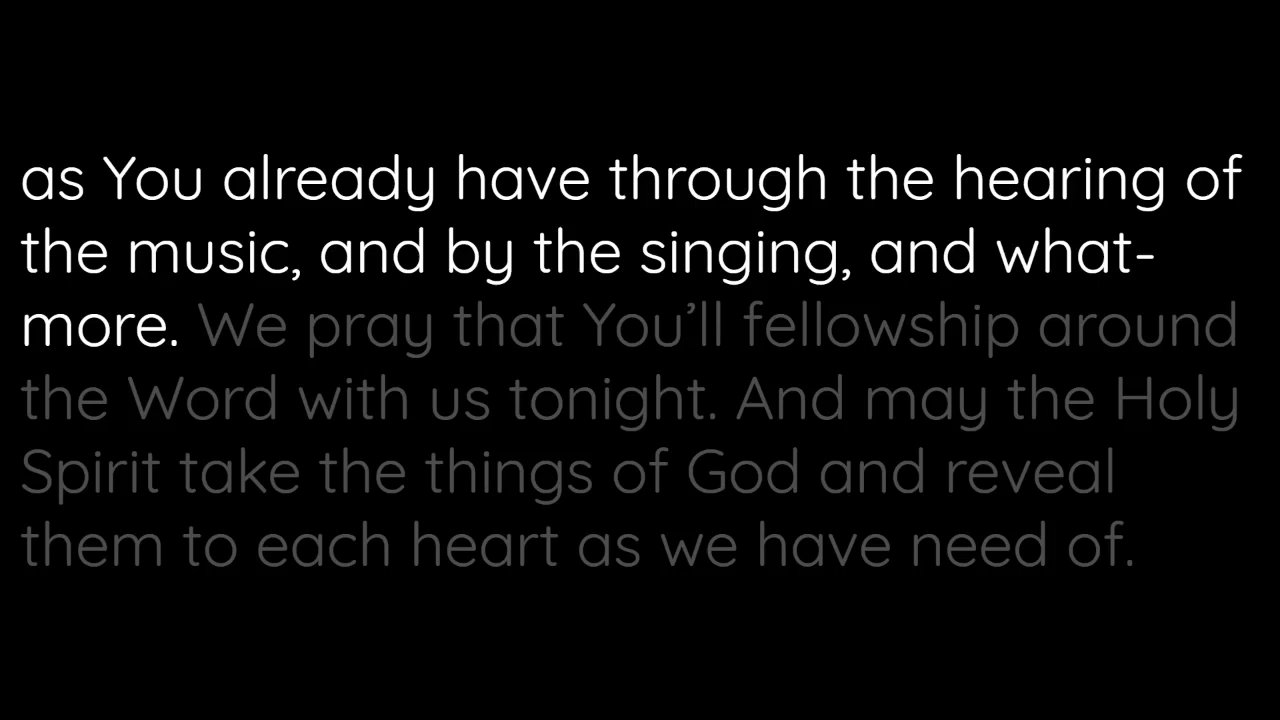 as You already have through the hearing of
the music, and by the singing, and what-
more. We pray that You’ll fellowship around
the Word with us tonight. And may the Holy
Spirit take the things of God and reveal
them to each heart as we have need of.